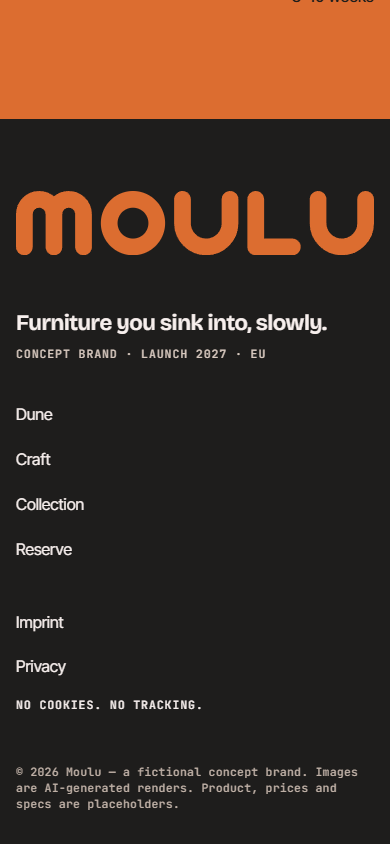 MOULU
Furniture you sink into, slowly.
CONCEPT BRAND · LAUNCH 2027 · EU
Dune
Craft
Collection
Reserve
Imprint
Privacy
NO COOKIES. NO TRACKING.
© 2026 Moulu — a fictional concept brand. Images
are AI-generated renders. Product, prices and
specs are placeholders.